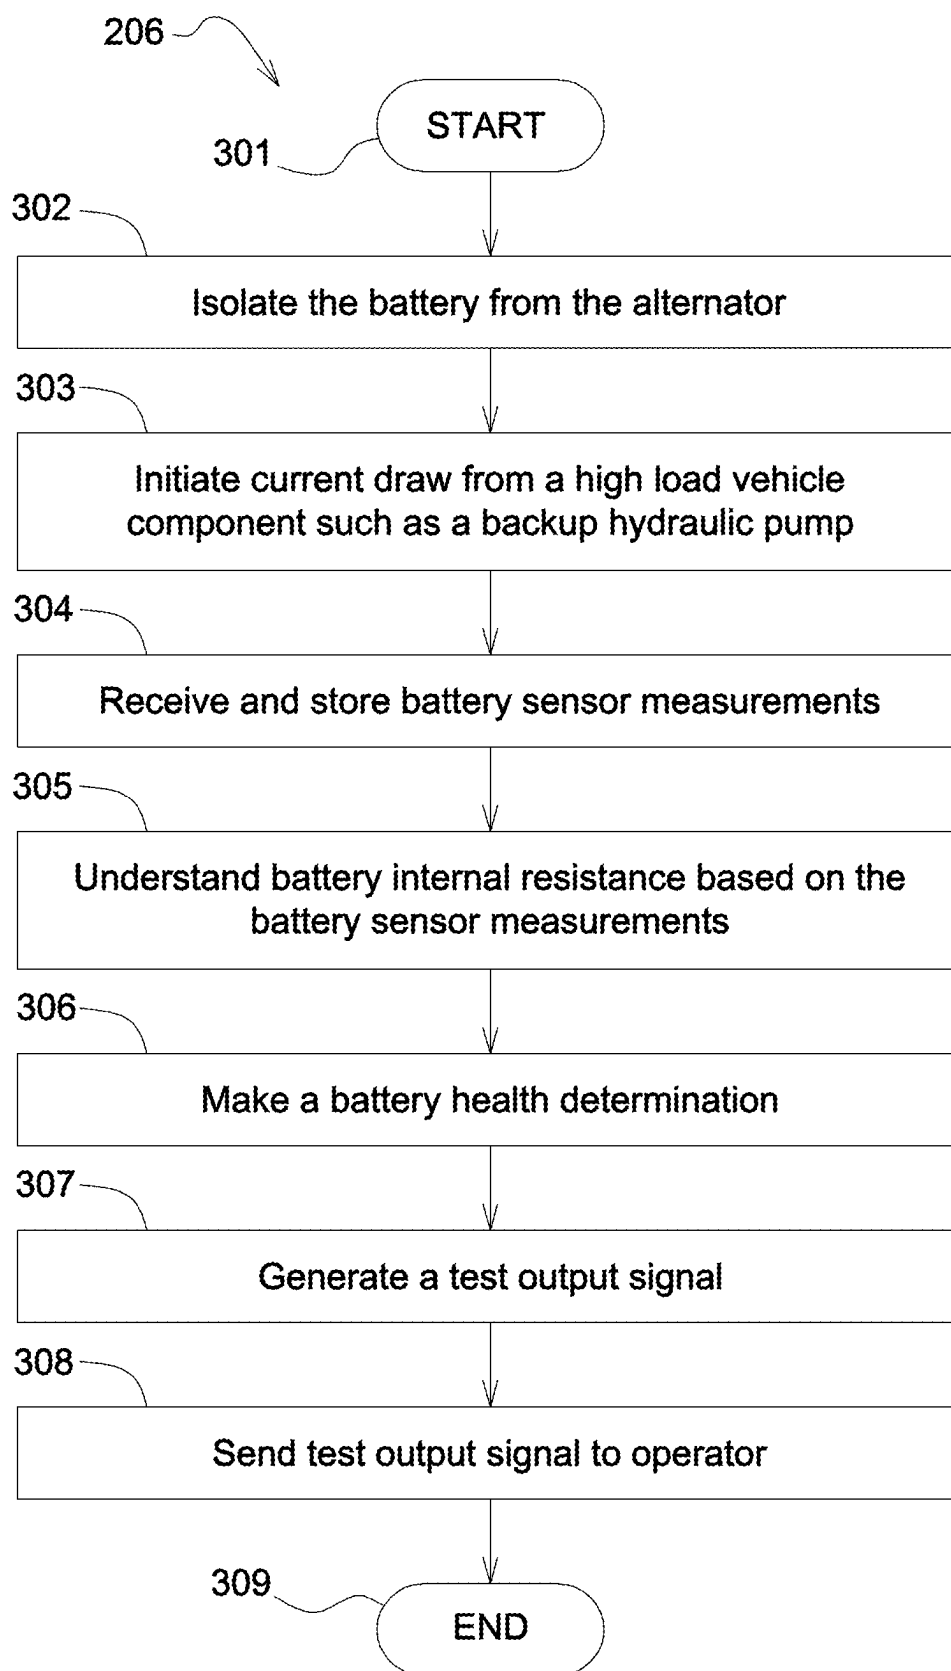 206
START
301
302
Isolate the battery from the alternator
303
Initiate current draw from a high load vehicle
component such as a backup hydraulic pump
304
Receive and store battery sensor measurements
305
Understand battery internal resistance based on the
battery sensor measurements
306
Make a battery health determination
307
Generate a test output signal
308
Send test output signal to operator
309
END